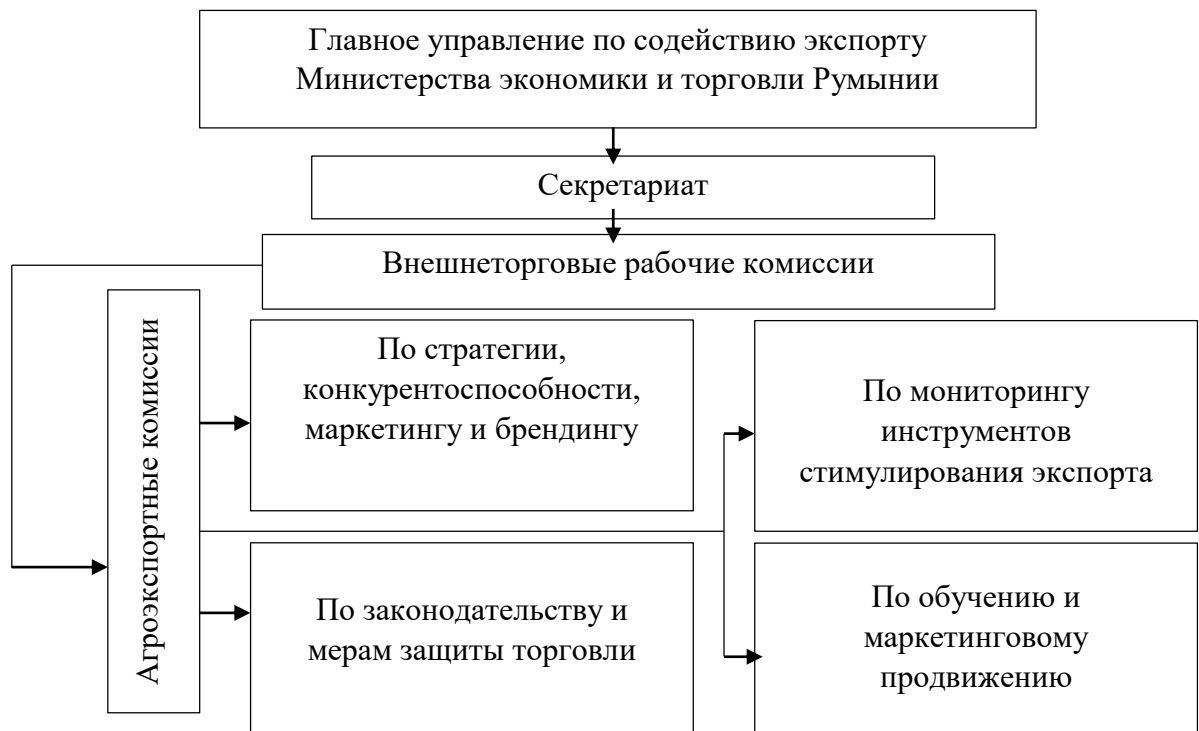 Главное управление по содействию экспорту
Министерства экономики и торговли Румынии
Секретариат
Внешнеторговые рабочие комиссии
Агроэкспортные комиссии
По стратегии,
конкурентоспособности,
маркетингу и брендингу
По мониторингу
инструментов
стимулирования экспорта
По законодательству и
мерам защиты торговли
По обучению и
маркетинговому
продвижению